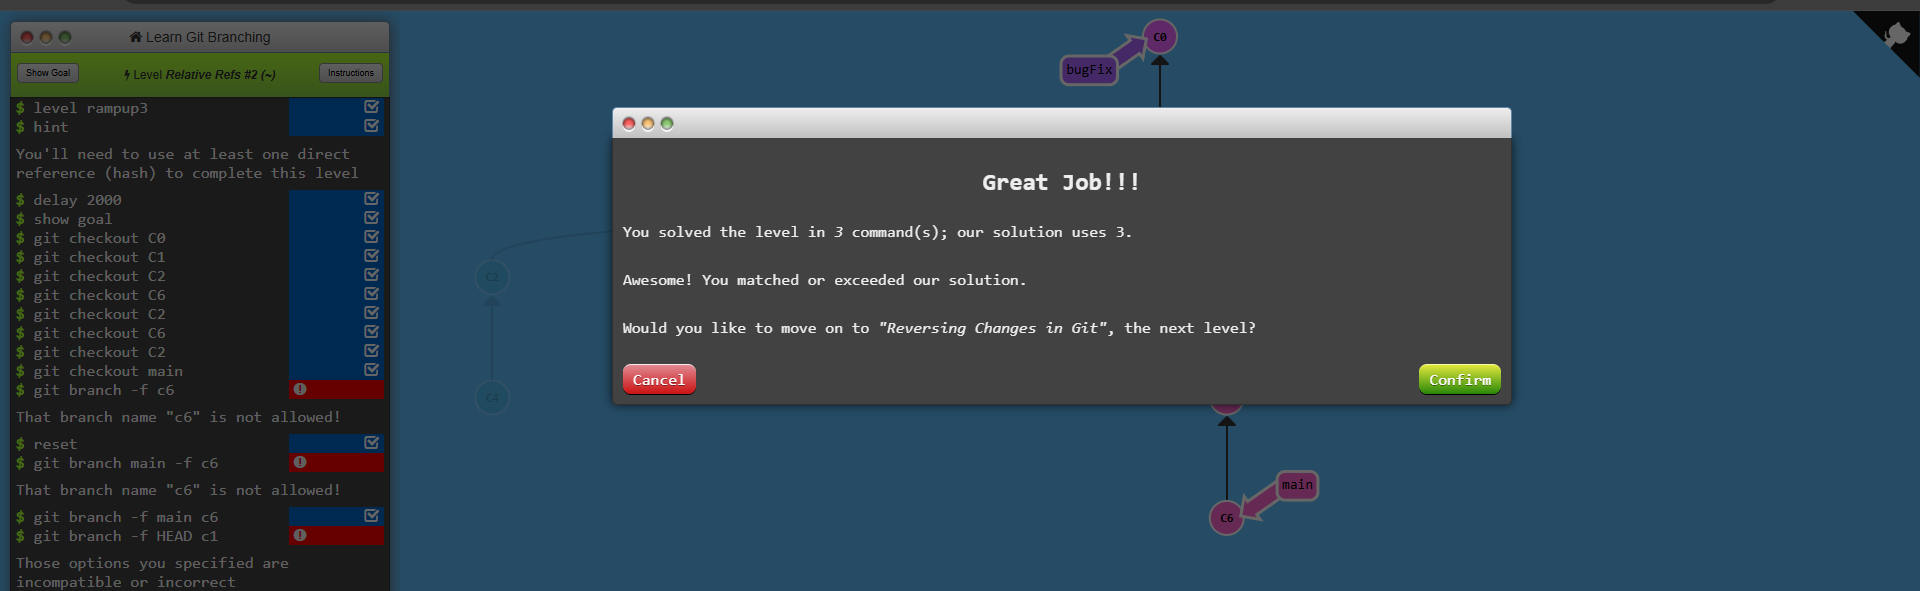 Learn Git Branching
Show Goal
Level Relative Refs #2 (~)
Instructions
$ level rampup3
$ hint
You'll need to use at least one direct
reference (hash) to complete this level
$ delay 2000
$ show goal
$ git checkout C0
$ git checkout C1
$ git checkout C2
$ git checkout C6
$ git checkout C2
$ git checkout C6
$ git checkout C2
$ git checkout main
$ git branch -f c6
That branch name "c6" is not allowed!
$ reset
$ git branch main -f c6
That branch name "c6" is not allowed!
$ git branch -f main c6
$ git branch -f HEAD c1
Those options you specified are
incompatible or incorrect
C0
bugFix
Great Job!!!
You solved the level in 3 command(s); our solution uses 3.
Awesome! You matched or exceeded our solution.
Would you like to move on to "Reversing Changes in Git", the next level?
Cancel
Confirm
C2
C4
main
C6